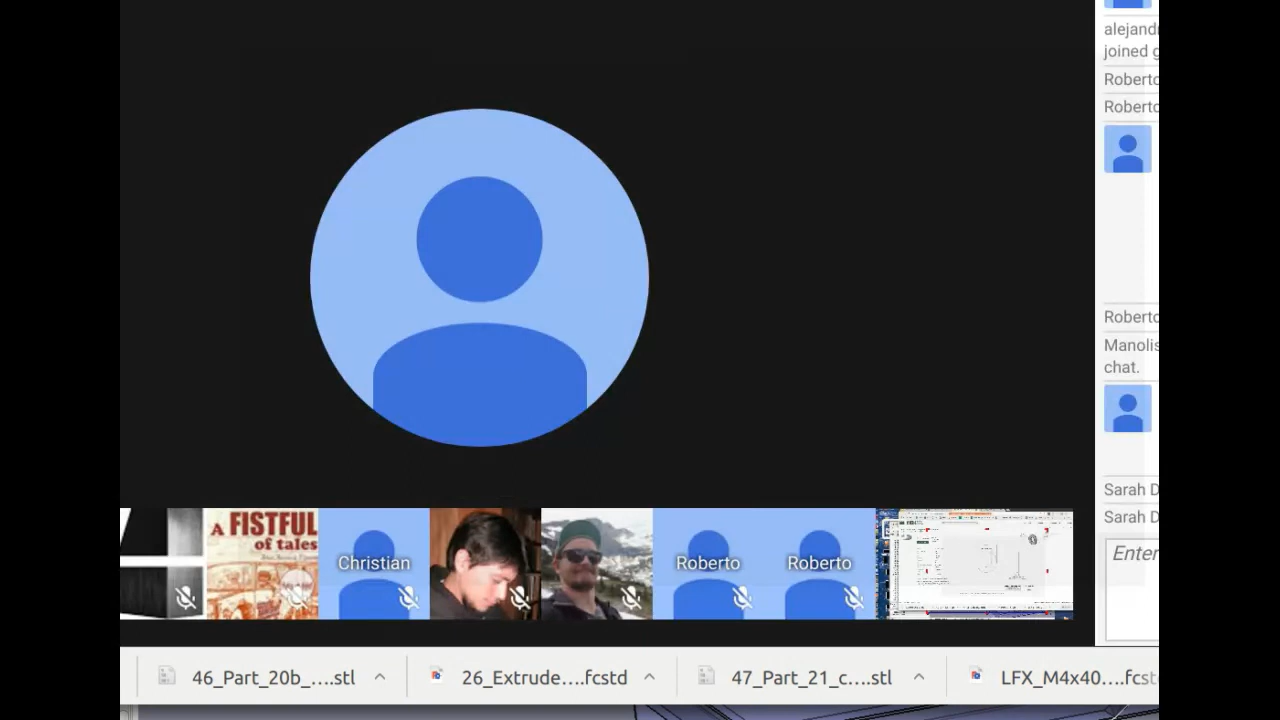 alejand
joined g
Roberto
Roberto
Roberto
Manolis
chat.
Sarah D
Sarah D
Enter
A FISTFUL
of tales
Christian
Roberto
Roberto
46_Part_20b_....stl
26_Extrude....fcstd
47_Part_21_c....stl
LFX_M4x40....fcst